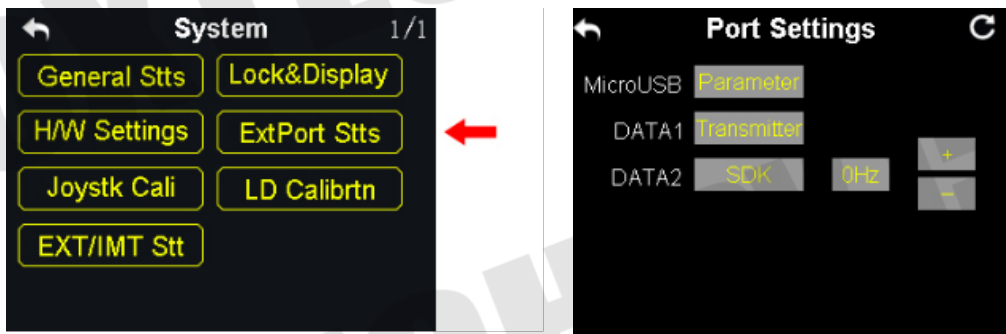 System 1/1
General Stts Lock&Display
H/W Settings ExtPort Stts
Joystk Cali LD Calibrtn
EXT/IMT Stt
Port Settings
MicroUSB Parameter
DATA1 Transmitter
DATA2 SDK 0Hz +
−